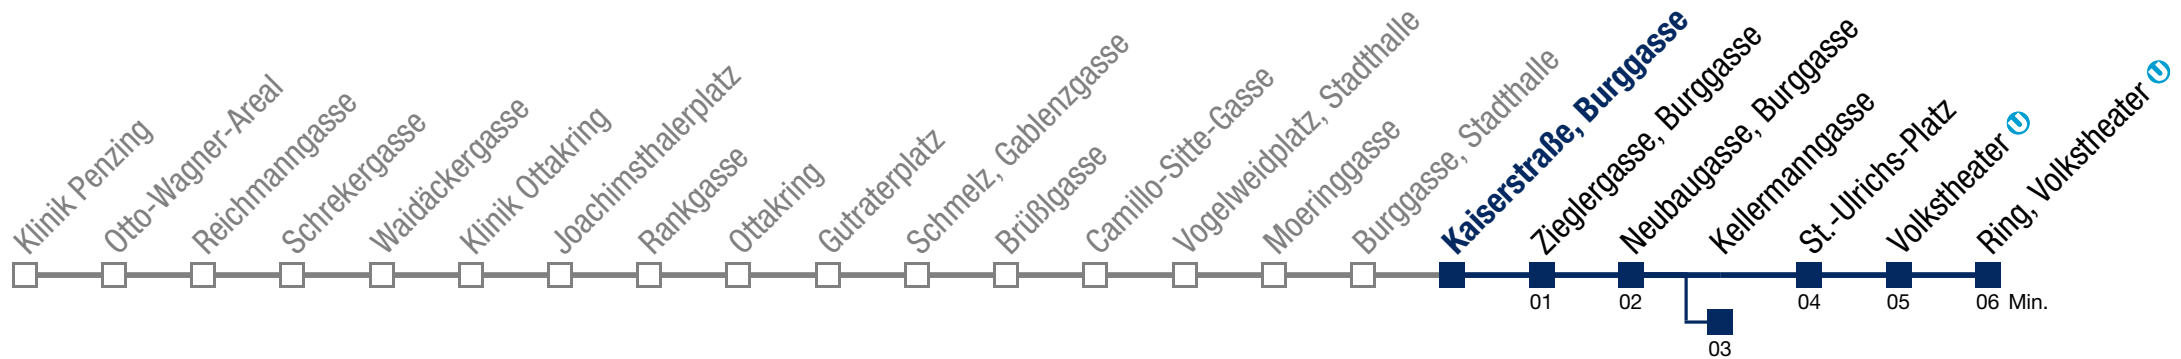 Klinik Penzing
Otto-Wagner-Areal
Reichmanngasse
Schrekergasse
Waidäckergasse
Klinik Ottakring
Joachimsthalerplatz
Rankgasse
Ottakring
Gutraterplatz
Schmelz, Gablenzgasse
Brüßlgasse
Camillo-Sitte-Gasse
Vogelweidplatz, Stadthalle
Moeringgasse
Burggasse, Stadthalle
Kaiserstraße, Burggasse
Zieglergasse, Burggasse
Neubaugasse, Burggasse
Kellermanngasse
St.-Ulrichs-Platz
Volkstheater U
Ring, Volkstheater U
01 02 04 05 06 Min.
03